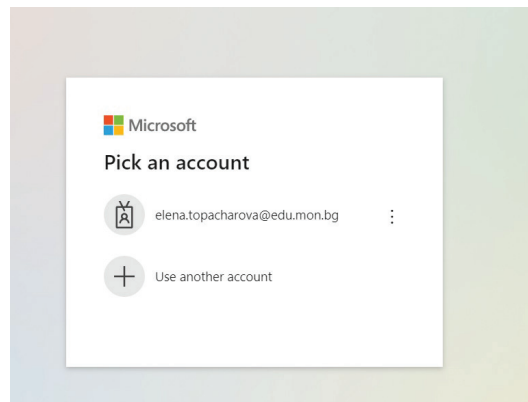 Microsoft
Pick an account
elena.topacharova@edu.mon.bg
Use another account